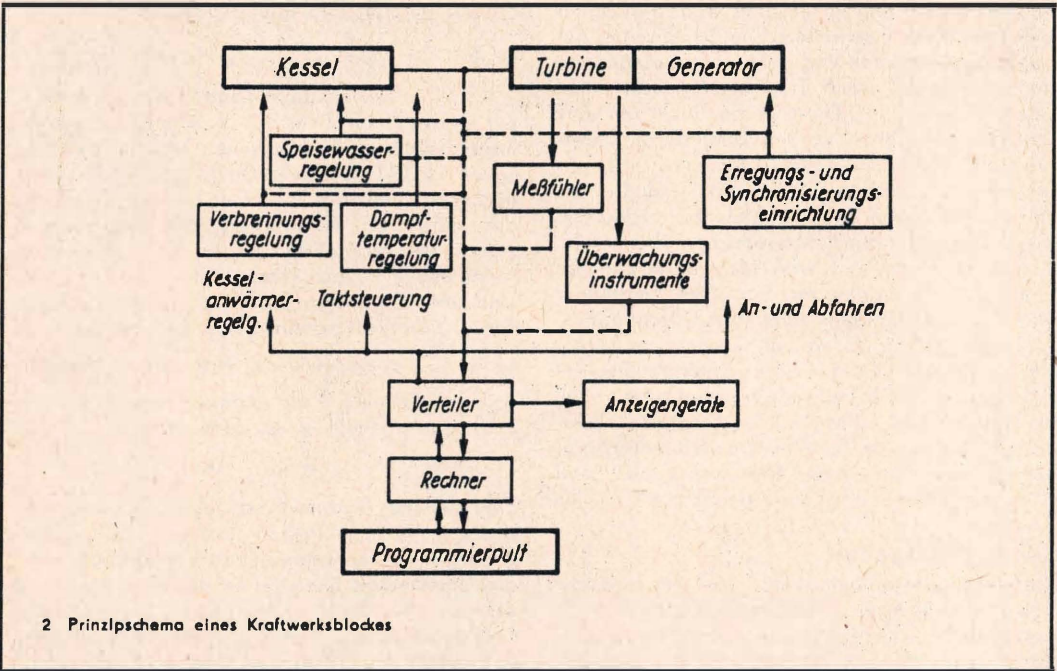 Kessel
Turbine
Generator
Speisewasser-
regelung
Meßfühler
Erregungs- und
Synchronisierungs-
einrichtung
Verbrennungs-
regelung
Dampf-
temperatur-
regelung
Überwachungs-
instrumente
Kessel-
anwärmer-
regelg.
Taktsteuerung
An- und Abfahren
Verteiler
Anzeigengeräte
Rechner
Programmierpult
2 Prinzipschema eines Kraftwerksblockes